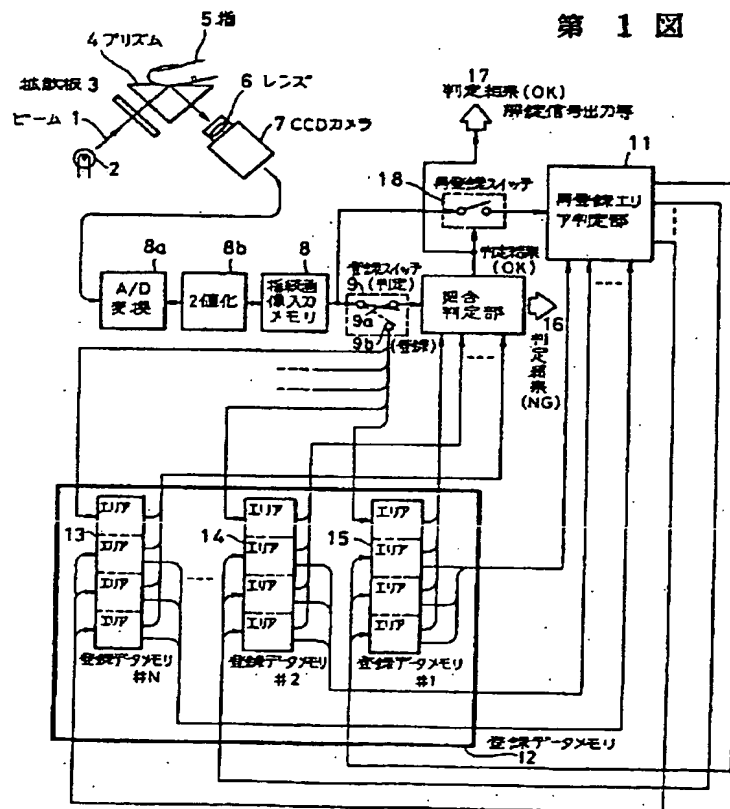 第 1 図
5 指
4 プリズム
拡散板 3
ビーム 1
2
6 レンズ
7 CCDカメラ
17
判定結果(OK)
解錠信号出力等
18
再登録スイッチ
11
再登録エリ
ア判定部
判定結果
(OK)
8a
A/D
変換
8b
2値化
8
指紋画
像入力
メモリ
登録スイッチ
9 (判定)
9a
9b (登録)
照合
判定部
16
判定結果
(NG)
エリア
13
エリア
エリア
エリア
登録データメモリ
#N
エリア
14
エリア
エリア
エリア
登録データメモリ
#2
エリア
15
エリア
エリア
エリア
登録データメモリ
#1
登録データメモリ
12